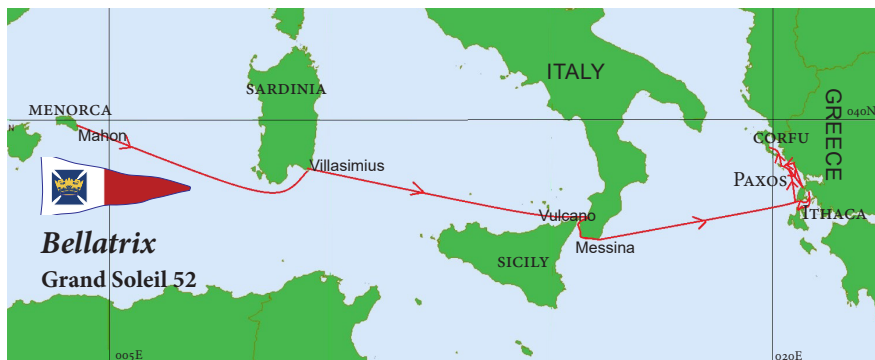 ITALY
SARDINIA
MENORCA
040N
GREECE
Mahon
CORFU
Villasimius
PAXOS
Vulcano
ITHACA
Bellatrix
Messina
SICILY
Grand Soleil 52
005E
020E